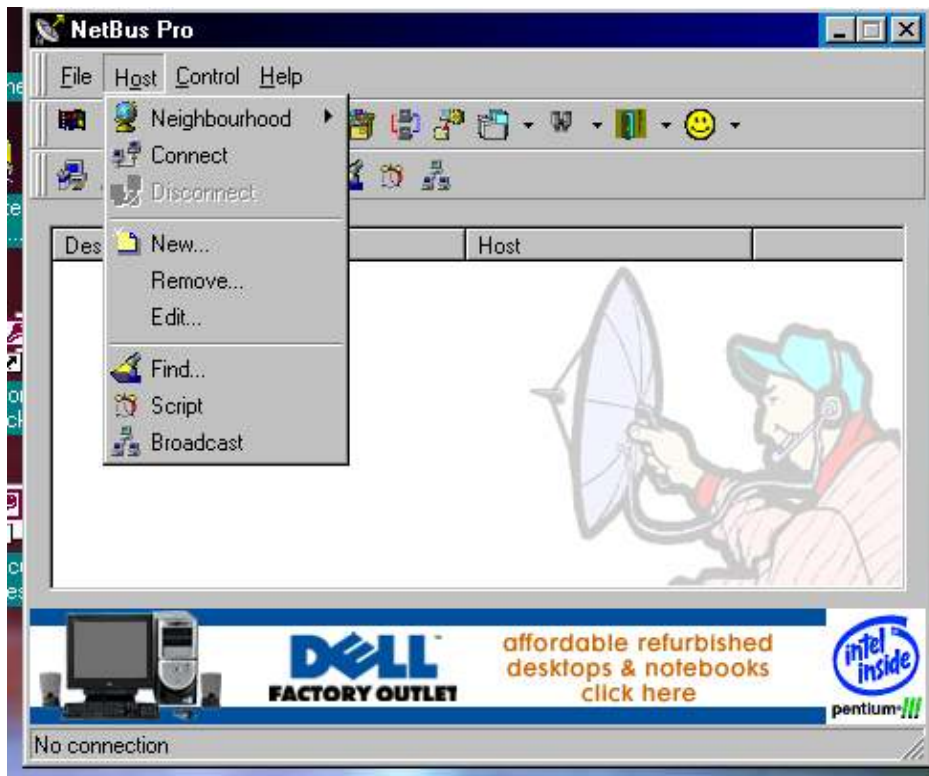 NetBus Pro
File Host Control Help
Neighbourhood
Connect
Disconnect
Des
Host
New...
Remove...
Edit...
Find...
Script
Broadcast
DELL
FACTORY OUTLET
affordable refurbished
desktops & notebooks
click here
intel
inside
pentium III
No connection